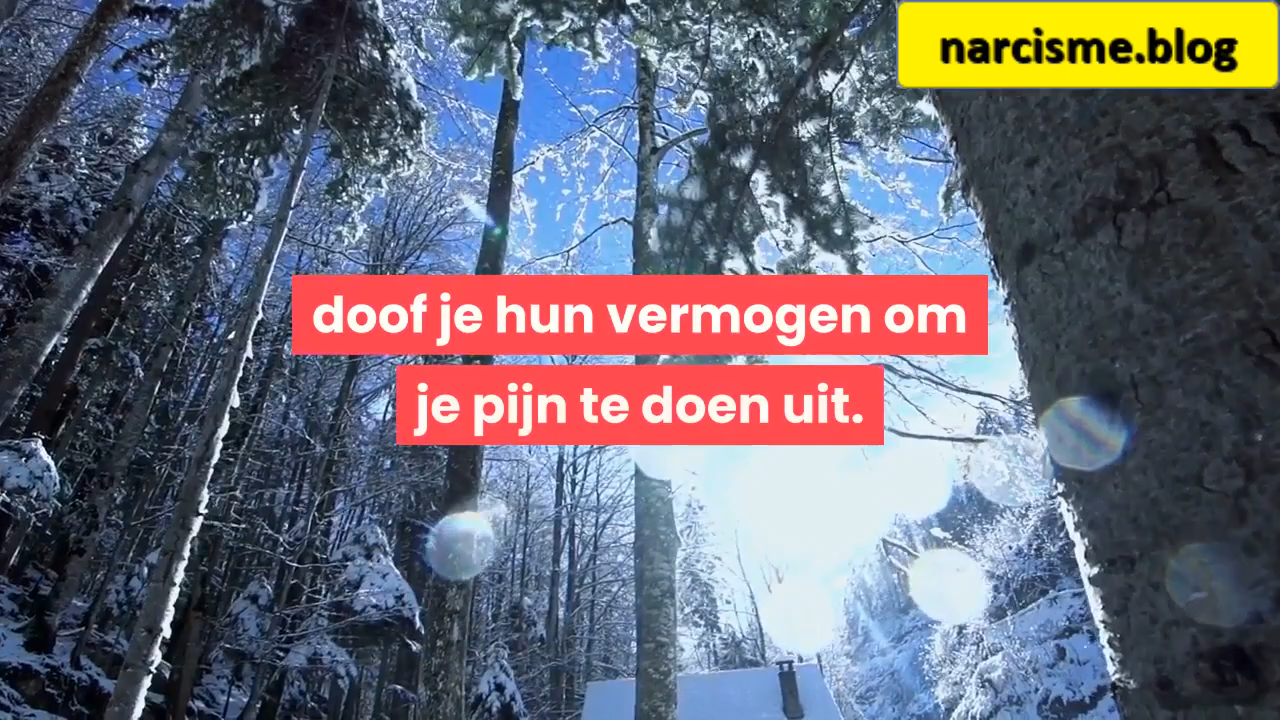 narcisme.blog
doof je hun vermogen om
je pijn te doen uit.